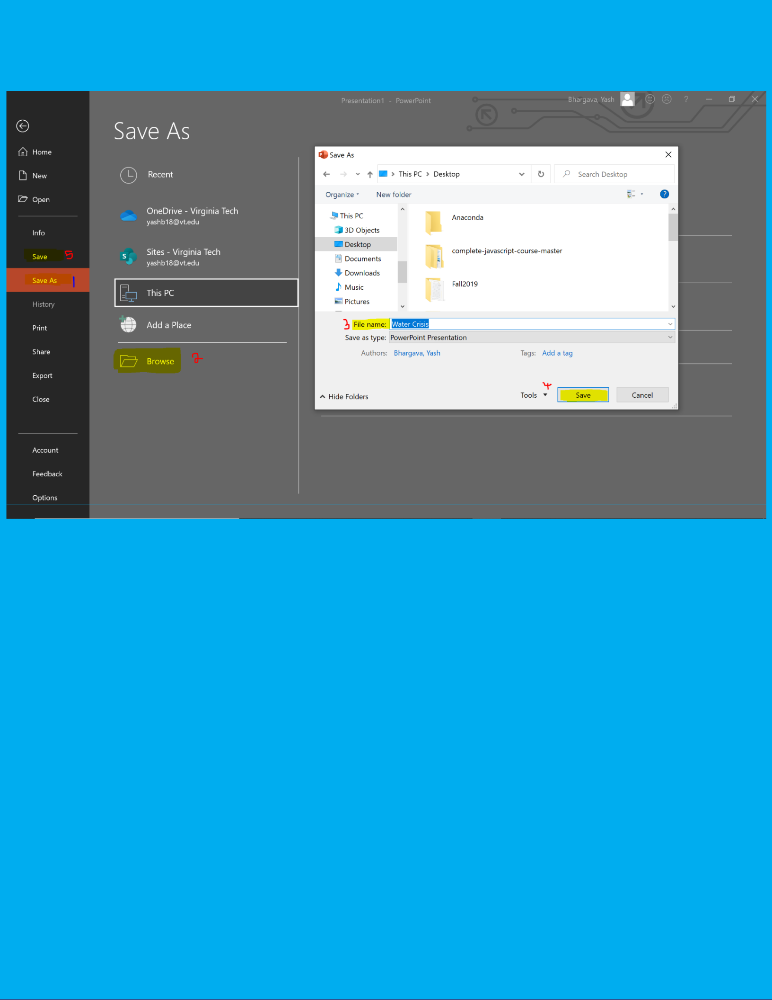 Presentation1 - PowerPoint
Bhargava, Yash
?
Save As
Home
New
Open
Info
Save 5
Save As 1
History
Print
Share
Export
Close
Account
Feedback
Options
Recent
OneDrive - Virginia Tech
yashb18@vt.edu
S
Sites - Virginia Tech
yashb18@vt.edu
This PC
Add a Place
Browse 2
P Save As
This PC > Desktop
Search Desktop
Organize New folder
?
This PC
3D Objects
Desktop
Documents
Downloads
Music
Pictures
Anaconda
complete-javascript-course-master
Fall2019
3 File name: Water Crisis
Save as type: PowerPoint Presentation
Authors: Bhargava, Yash Tags: Add a tag
4
Hide Folders Tools Save Cancel